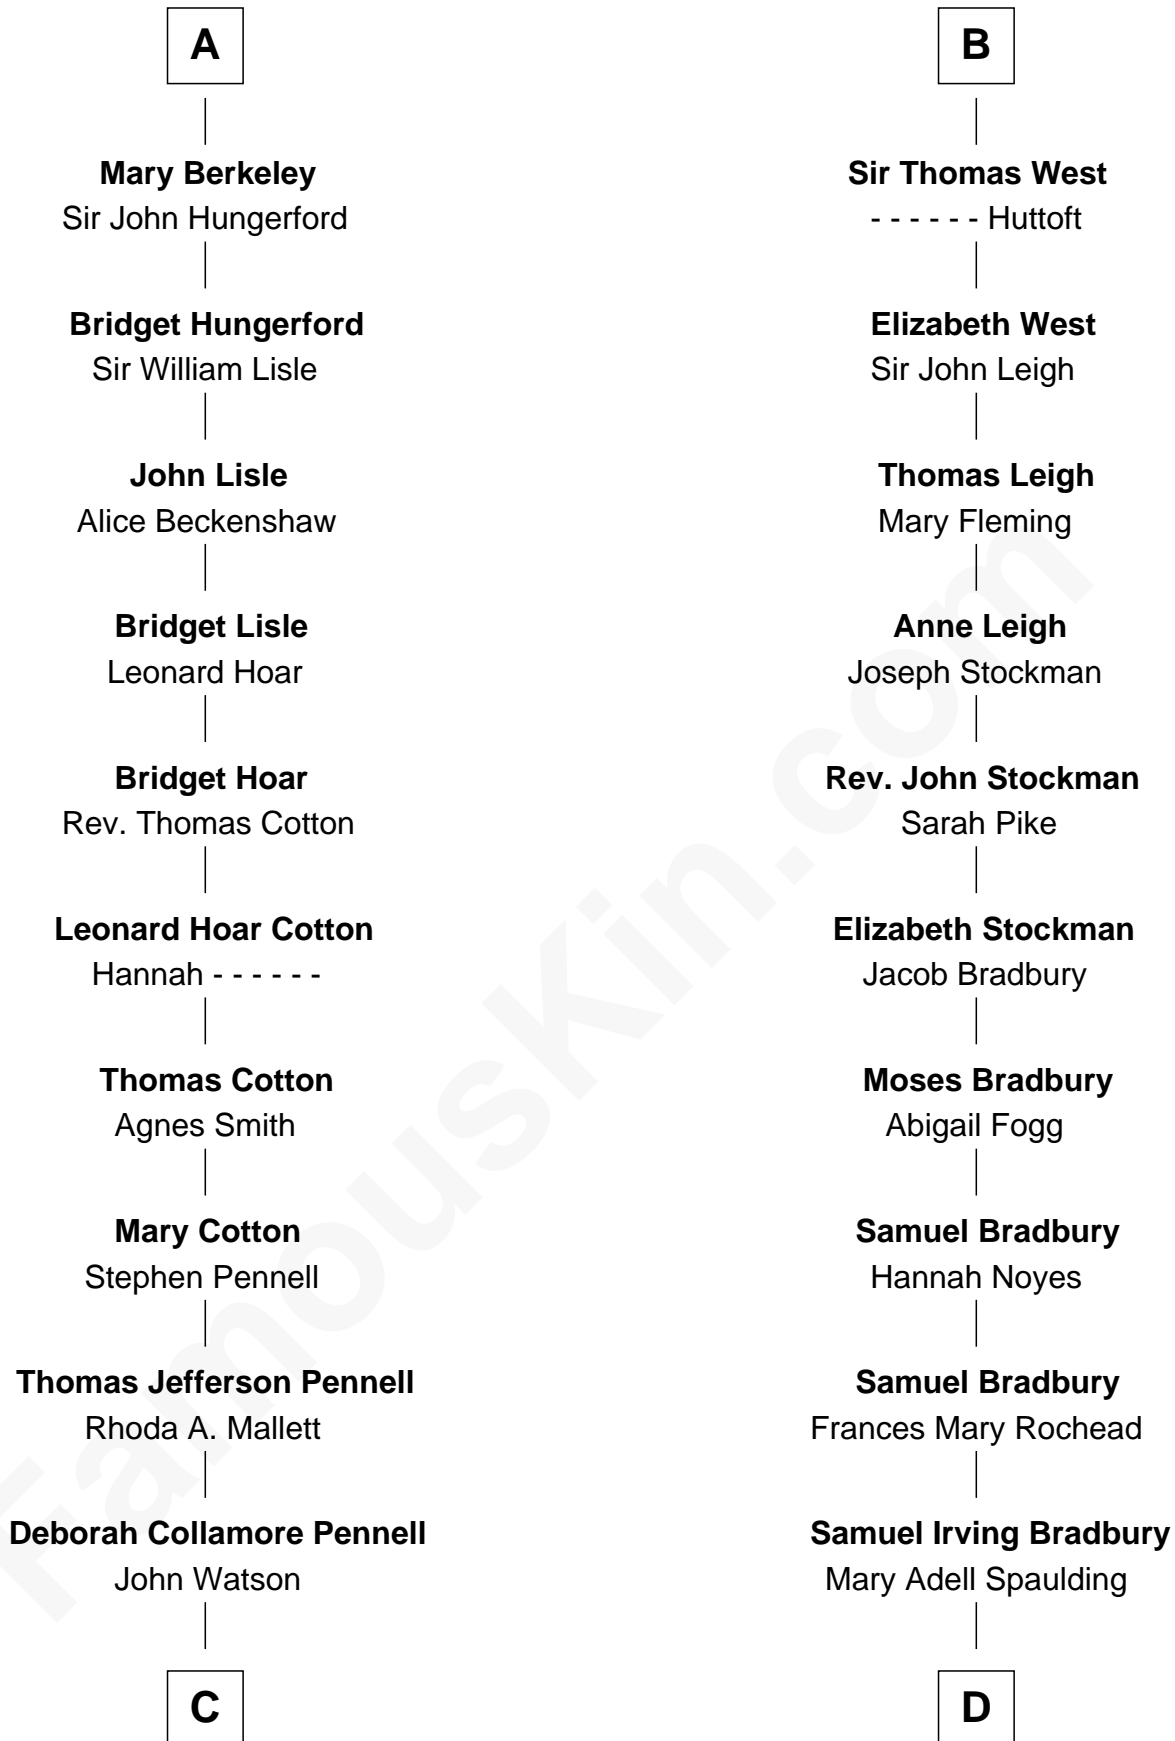 A
Mary Berkeley
Sir John Hungerford
Bridget Hungerford
Sir William Lisle
John Lisle
Alice Beckenshaw
Bridget Lisle
Leonard Hoar
Bridget Hoar
Rev. Thomas Cotton
Leonard Hoar Cotton
Hannah - - - - - -
Thomas Cotton
Agnes Smith
Mary Cotton
Stephen Pennell
Thomas Jefferson Pennell
Rhoda A. Mallett
Deborah Collamore Pennell
John Watson
C
B
Sir Thomas West
- - - - - - Huttoft
Elizabeth West
Sir John Leigh
Thomas Leigh
Mary Fleming
Anne Leigh
Joseph Stockman
Rev. John Stockman
Sarah Pike
Elizabeth Stockman
Jacob Bradbury
Moses Bradbury
Abigail Fogg
Samuel Bradbury
Hannah Noyes
Samuel Bradbury
Frances Mary Rochead
Samuel Irving Bradbury
Mary Adell Spaulding
D
FamousKin.com